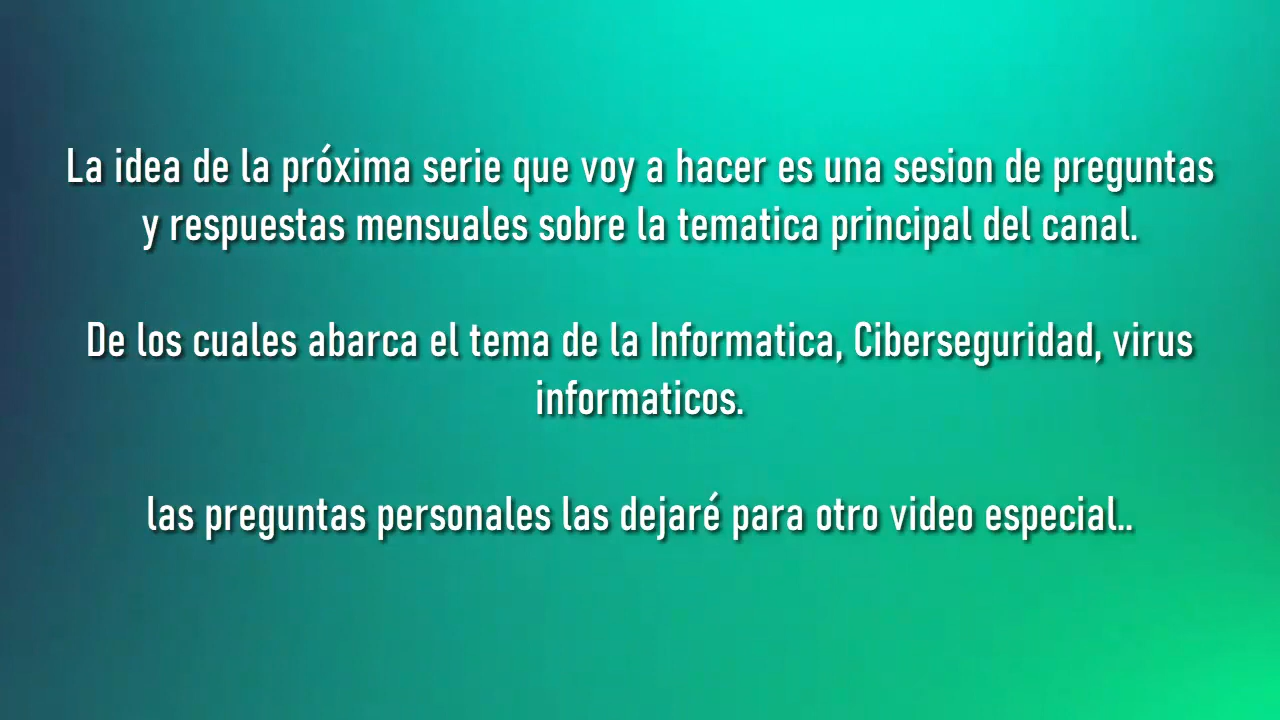 La idea de la próxima serie que voy a hacer es una sesion de preguntas
y respuestas mensuales sobre la tematica principal del canal.
De los cuales abarca el tema de la Informatica, Ciberseguridad, virus
informaticos.
las preguntas personales las dejaré para otro video especial..